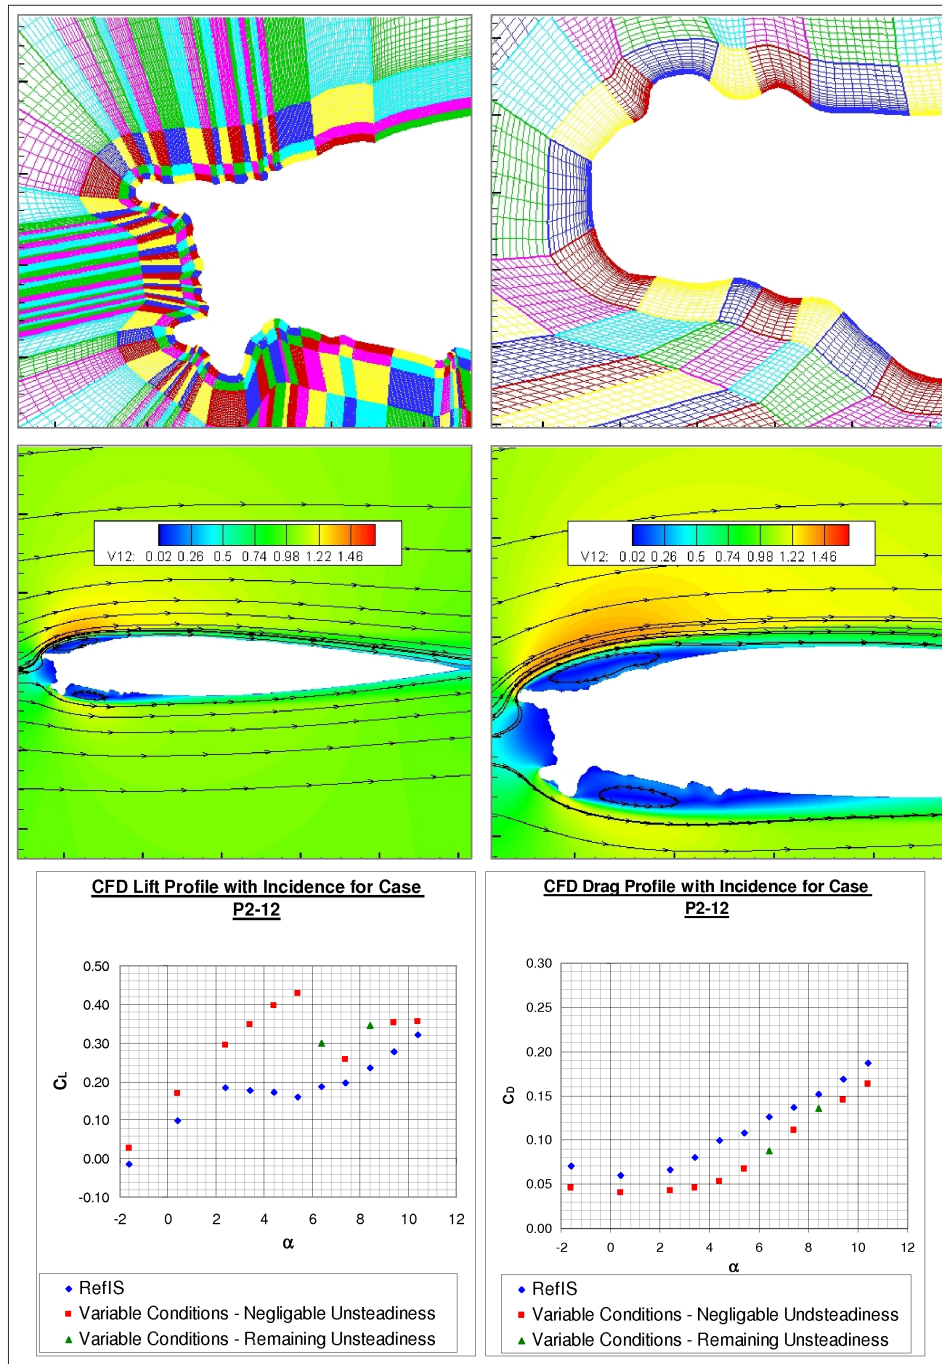 V12: 0.02 0.26 0.5 0.74 0.98 1.22 1.46
V12: 0.02 0.26 0.5 0.74 0.98 1.22 1.46
CFD Lift Profile with Incidence for Case
P2-12
0.50
0.40
0.30
0.20
0.10
0.00
-0.10
CL
-2 0 2 4 6 8 10 12
α
RefIS
Variable Conditions - Negligable Unsteadiness
Variable Conditions - Remaining Unsteadiness
CFD Drag Profile with Incidence for Case
P2-12
0.30
0.25
0.20
0.15
0.10
0.05
0.00
CD
-2 0 2 4 6 8 10 12
α
RefIS
Variable Conditions - Negligable Undsteadiness
Variable Conditions - Remaining Unsteadiness